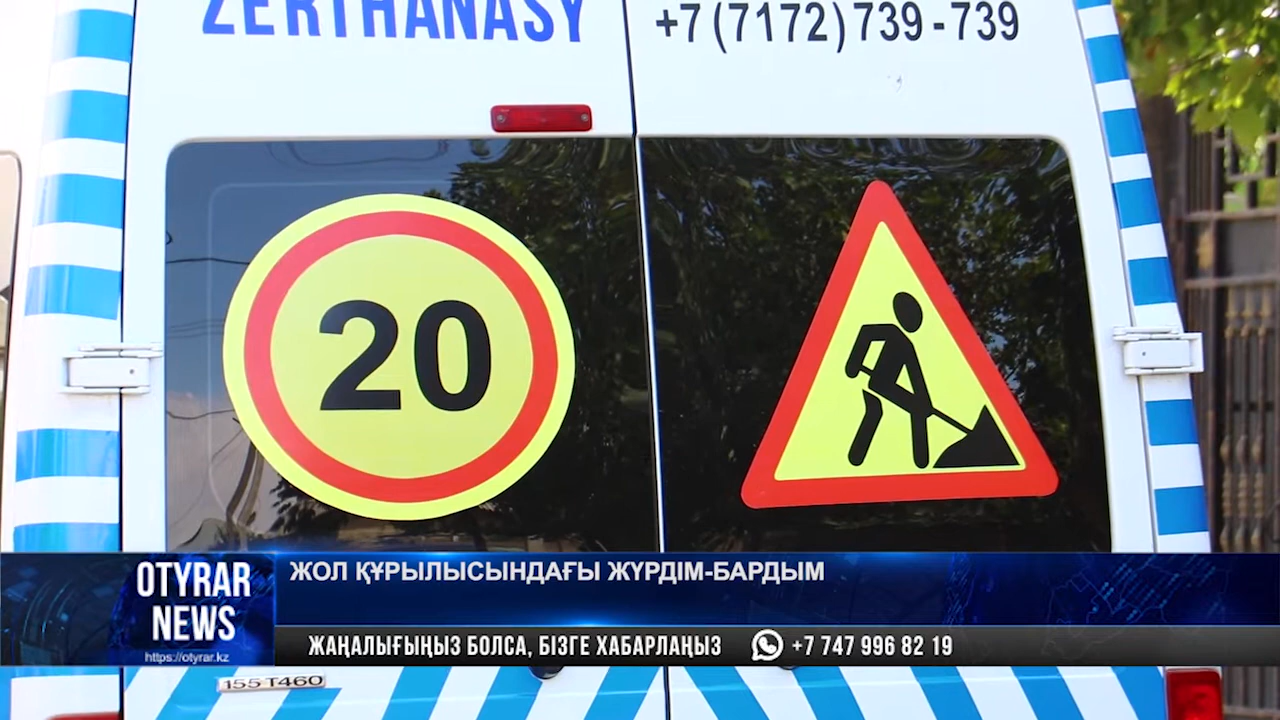 ZERTHANASY
+7 (7172) 739-739
20
OTYRAR
NEWS
https://otyrar.kz
ЖОЛ ҚҰРЫЛЫСЫНДАҒЫ ЖҮРДІМ-БАРДЫМ
ЖАҢАЛЫҒЫҢЫЗ БОЛСА, БІЗГЕ ХАБАРЛАҢЫЗ +7 747 996 82 19
155 T460